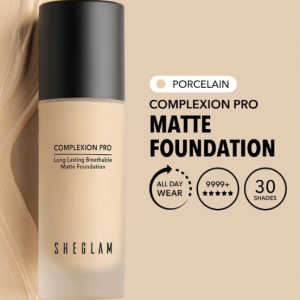 PORCELAIN
COMPLEXION PRO
MATTE
FOUNDATION
ALL DAY
WEAR
9999+
★★★★★
30
SHADES
COMPLEXION PRO
Long Lasting Breathable
Matte Foundation
SHEGLAM